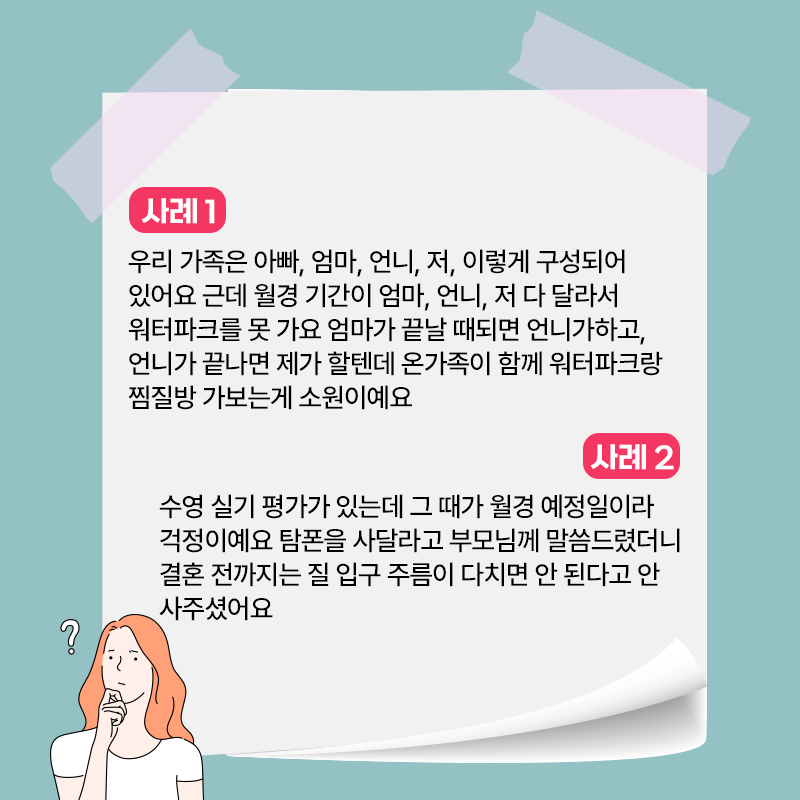 사례 1
우리 가족은 아빠, 엄마, 언니, 저, 이렇게 구성되어
있어요 근데 월경 기간이 엄마, 언니, 저 다 달라서
워터파크를 못 가요 엄마가 끝날 때되면 언니가하고,
언니가 끝나면 제가 할텐데 온가족이 함께 워터파크랑
찜질방 가보는게 소원이예요
사례 2
수영 실기 평가가 있는데 그 때가 월경 예정일이라
걱정이예요 탐폰을 사달라고 부모님께 말씀드렸더니
결혼 전까지는 질 입구 주름이 다치면 안 된다고 안
사주셨어요
?